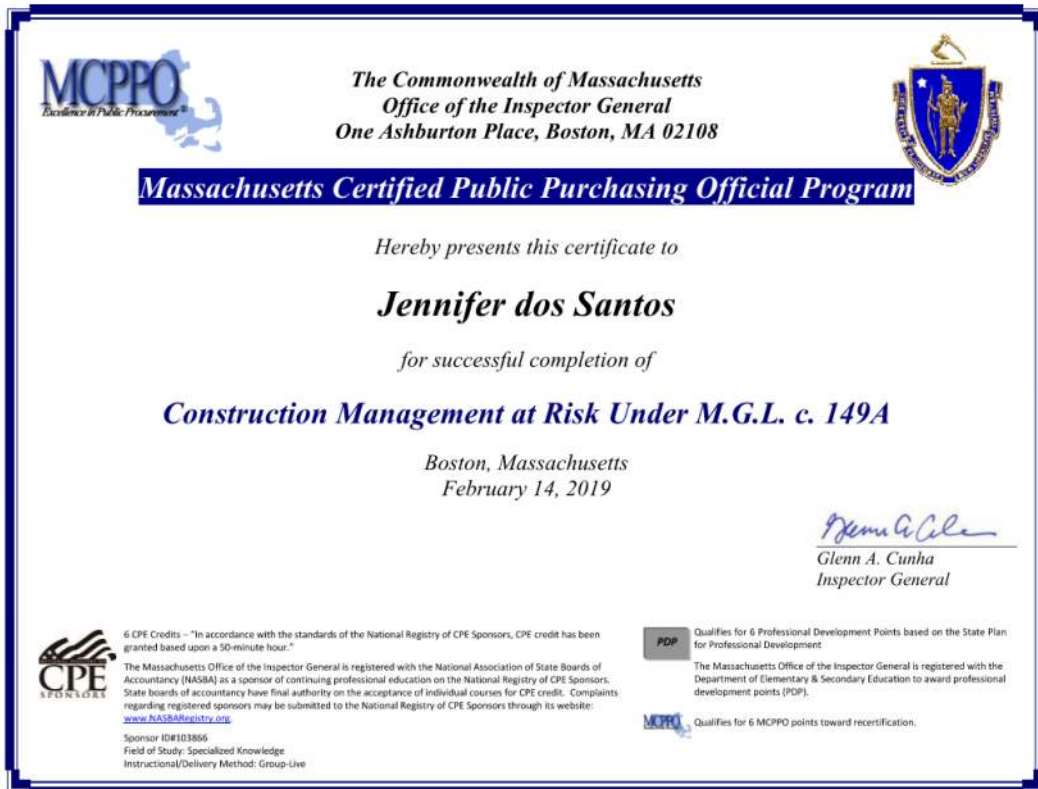 MCPPO
Excellence in Public Procurement ®
The Commonwealth of Massachusetts
Office of the Inspector General
One Ashburton Place, Boston, MA 02108
Massachusetts Certified Public Purchasing Official Program
Hereby presents this certificate to
Jennifer dos Santos
for successful completion of
Construction Management at Risk Under M.G.L. c. 149A
Boston, Massachusetts
February 14, 2019
Glenn A. Cunha
Inspector General
CPE
SPONSORS
6 CPE Credits – "In accordance with the standards of the National Registry of CPE Sponsors, CPE credit has been
granted based upon a 50-minute hour."
The Massachusetts Office of the Inspector General is registered with the National Association of State Boards of
Accountancy (NASBA) as a sponsor of continuing professional education on the National Registry of CPE Sponsors.
State boards of accountancy have final authority on the acceptance of individual courses for CPE credit. Complaints
regarding registered sponsors may be submitted to the National Registry of CPE Sponsors through its website:
www.NASBARegistry.org.
Sponsor ID#103866
Field of Study: Specialized Knowledge
Instructional/Delivery Method: Group-Live
PDP
Qualifies for 6 Professional Development Points based on the State Plan
for Professional Development
The Massachusetts Office of the Inspector General is registered with the
Department of Elementary & Secondary Education to award professional
development points (PDP).
MCPPO
Qualifies for 6 MCPPO points toward recertification.